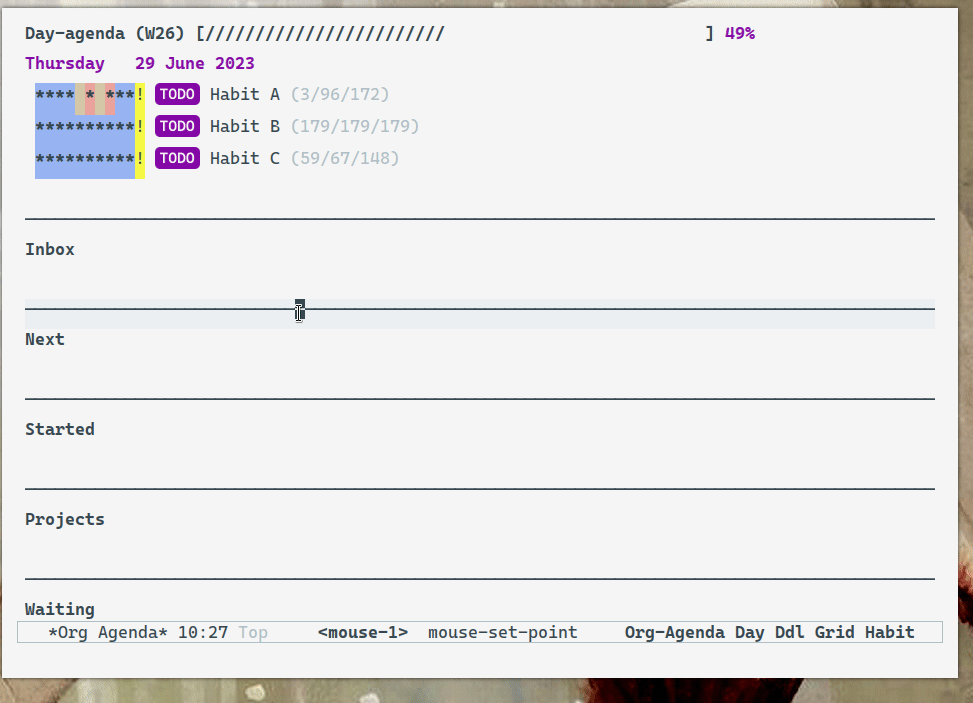 Day-agenda (W26) [////////////////////////                          ] 49%
Thursday   29 June 2023
**** * ***! TODO Habit A (3/96/172)
**********! TODO Habit B (179/179/179)
**********! TODO Habit C (59/67/148)
Inbox
Next
Started
Projects
Waiting
*Org Agenda* 10:27 Top     <mouse-1>  mouse-set-point     Org-Agenda Day Ddl Grid Habit